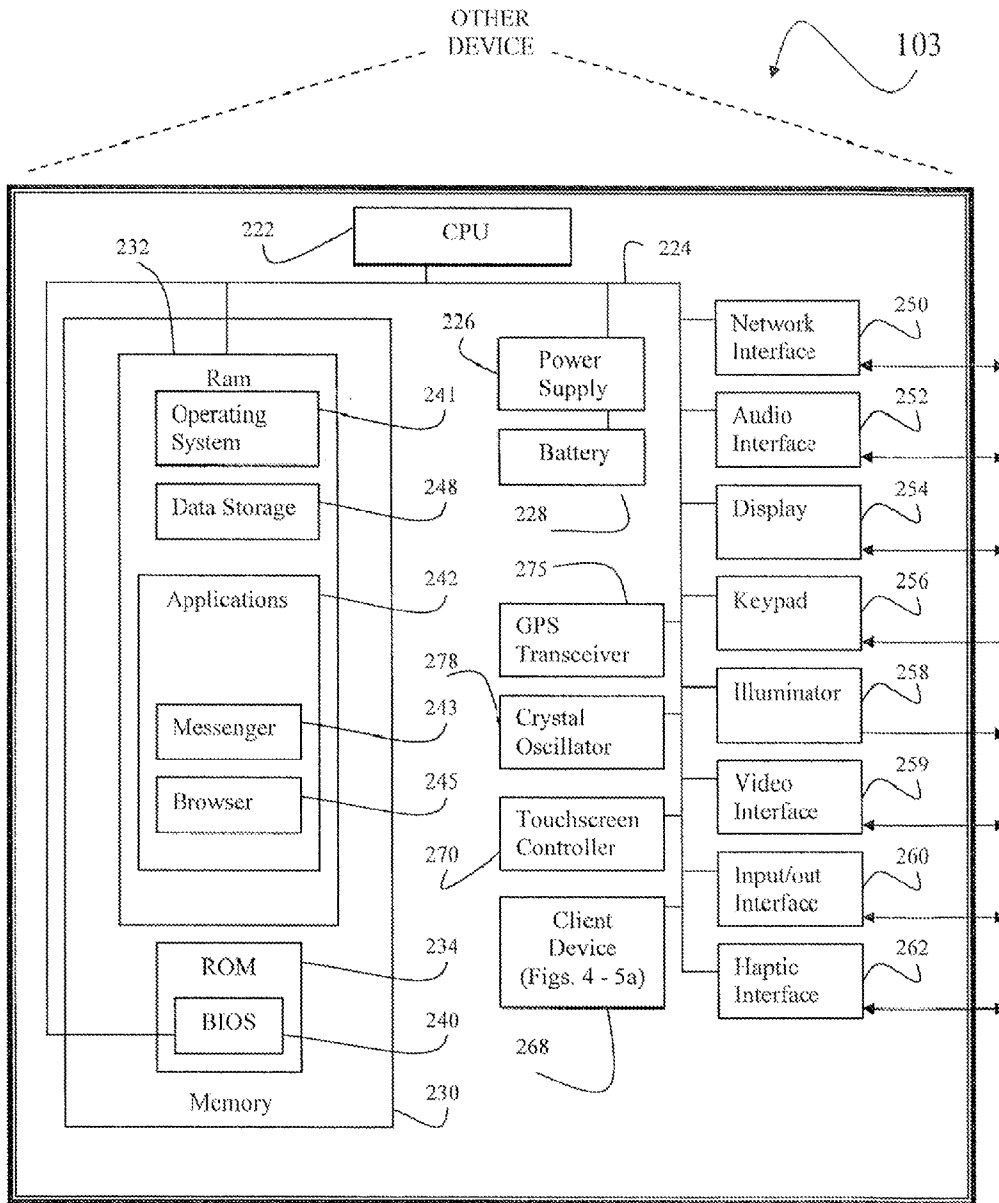 OTHER
DEVICE
103
CPU
222
232
224
226
Power
Supply
Battery
228
Network
Interface
250
Ram
Operating
System
241
Audio
Interface
252
Data Storage
248
Display
254
275
Applications
242
GPS
Transceiver
Keypad
256
278
Crystal
Oscillator
Illuminator
258
Messenger
243
Browser
245
Video
Interface
259
Touchscreen
Controller
270
Input/out
Interface
260
Client
Device
(Figs. 4 - 5a)
268
ROM
234
BIOS
240
Haptic
Interface
262
Memory
230